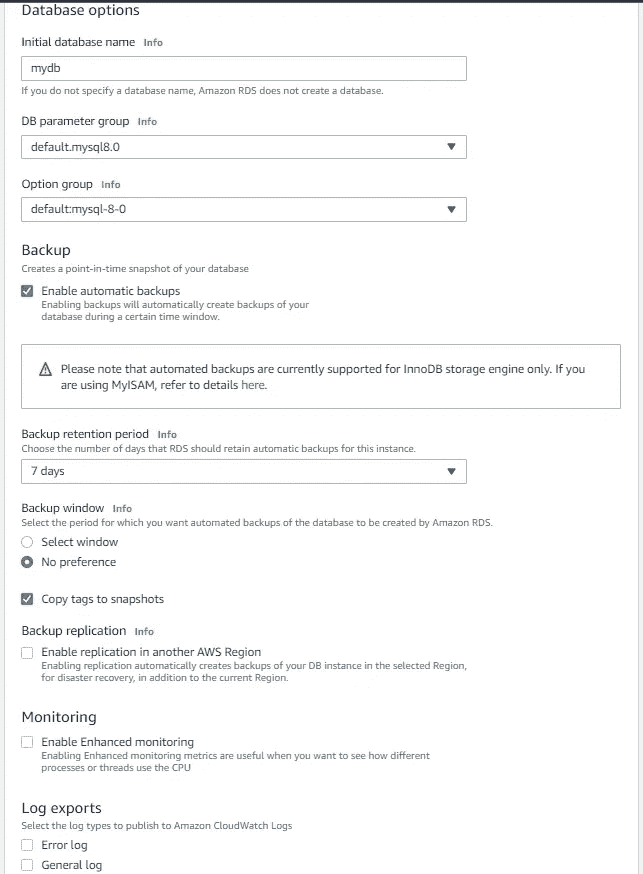 Database options
Initial database name Info
mydb
If you do not specify a database name, Amazon RDS does not create a database.
DB parameter group Info
default.mysql8.0
Option group Info
default:mysql-8-0
Backup
Creates a point-in-time snapshot of your database
Enable automatic backups
Enabling backups will automatically create backups of your
database during a certain time window.
Please note that automated backups are currently supported for InnoDB storage engine only. If you
are using MyISAM, refer to details here.
Backup retention period Info
Choose the number of days that RDS should retain automatic backups for this instance.
7 days
Backup window Info
Select the period for which you want automated backups of the database to be created by Amazon RDS.
Select window
No preference
Copy tags to snapshots
Backup replication Info
Enable replication in another AWS Region
Enabling replication automatically creates backups of your DB instance in the selected Region,
for disaster recovery, in addition to the current Region.
Monitoring
Enable Enhanced monitoring
Enabling Enhanced monitoring metrics are useful when you want to see how different
processes or threads use the CPU
Log exports
Select the log types to publish to Amazon CloudWatch Logs
Error log
General log